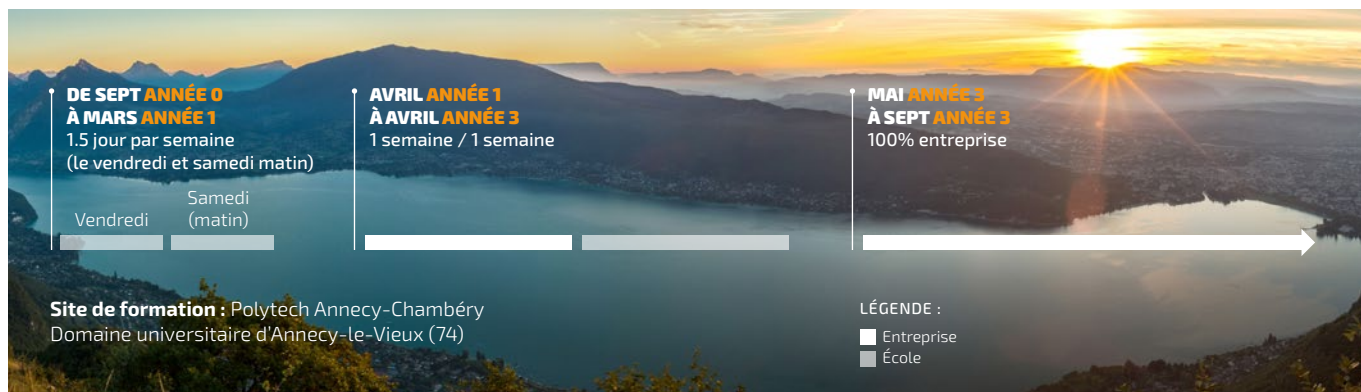 DE SEPT ANNÉE 0
À MARS ANNÉE 1
1.5 jour par semaine
(le vendredi et samedi matin)
Vendredi
Samedi
(matin)
AVRIL ANNÉE 1
À AVRIL ANNÉE 3
1 semaine / 1 semaine
MAI ANNÉE 3
À SEPT ANNÉE 3
100% entreprise
Site de formation : Polytech Annecy-Chambéry
Domaine universitaire d'Annecy-le-Vieux (74)
LÉGENDE :
Entreprise
École